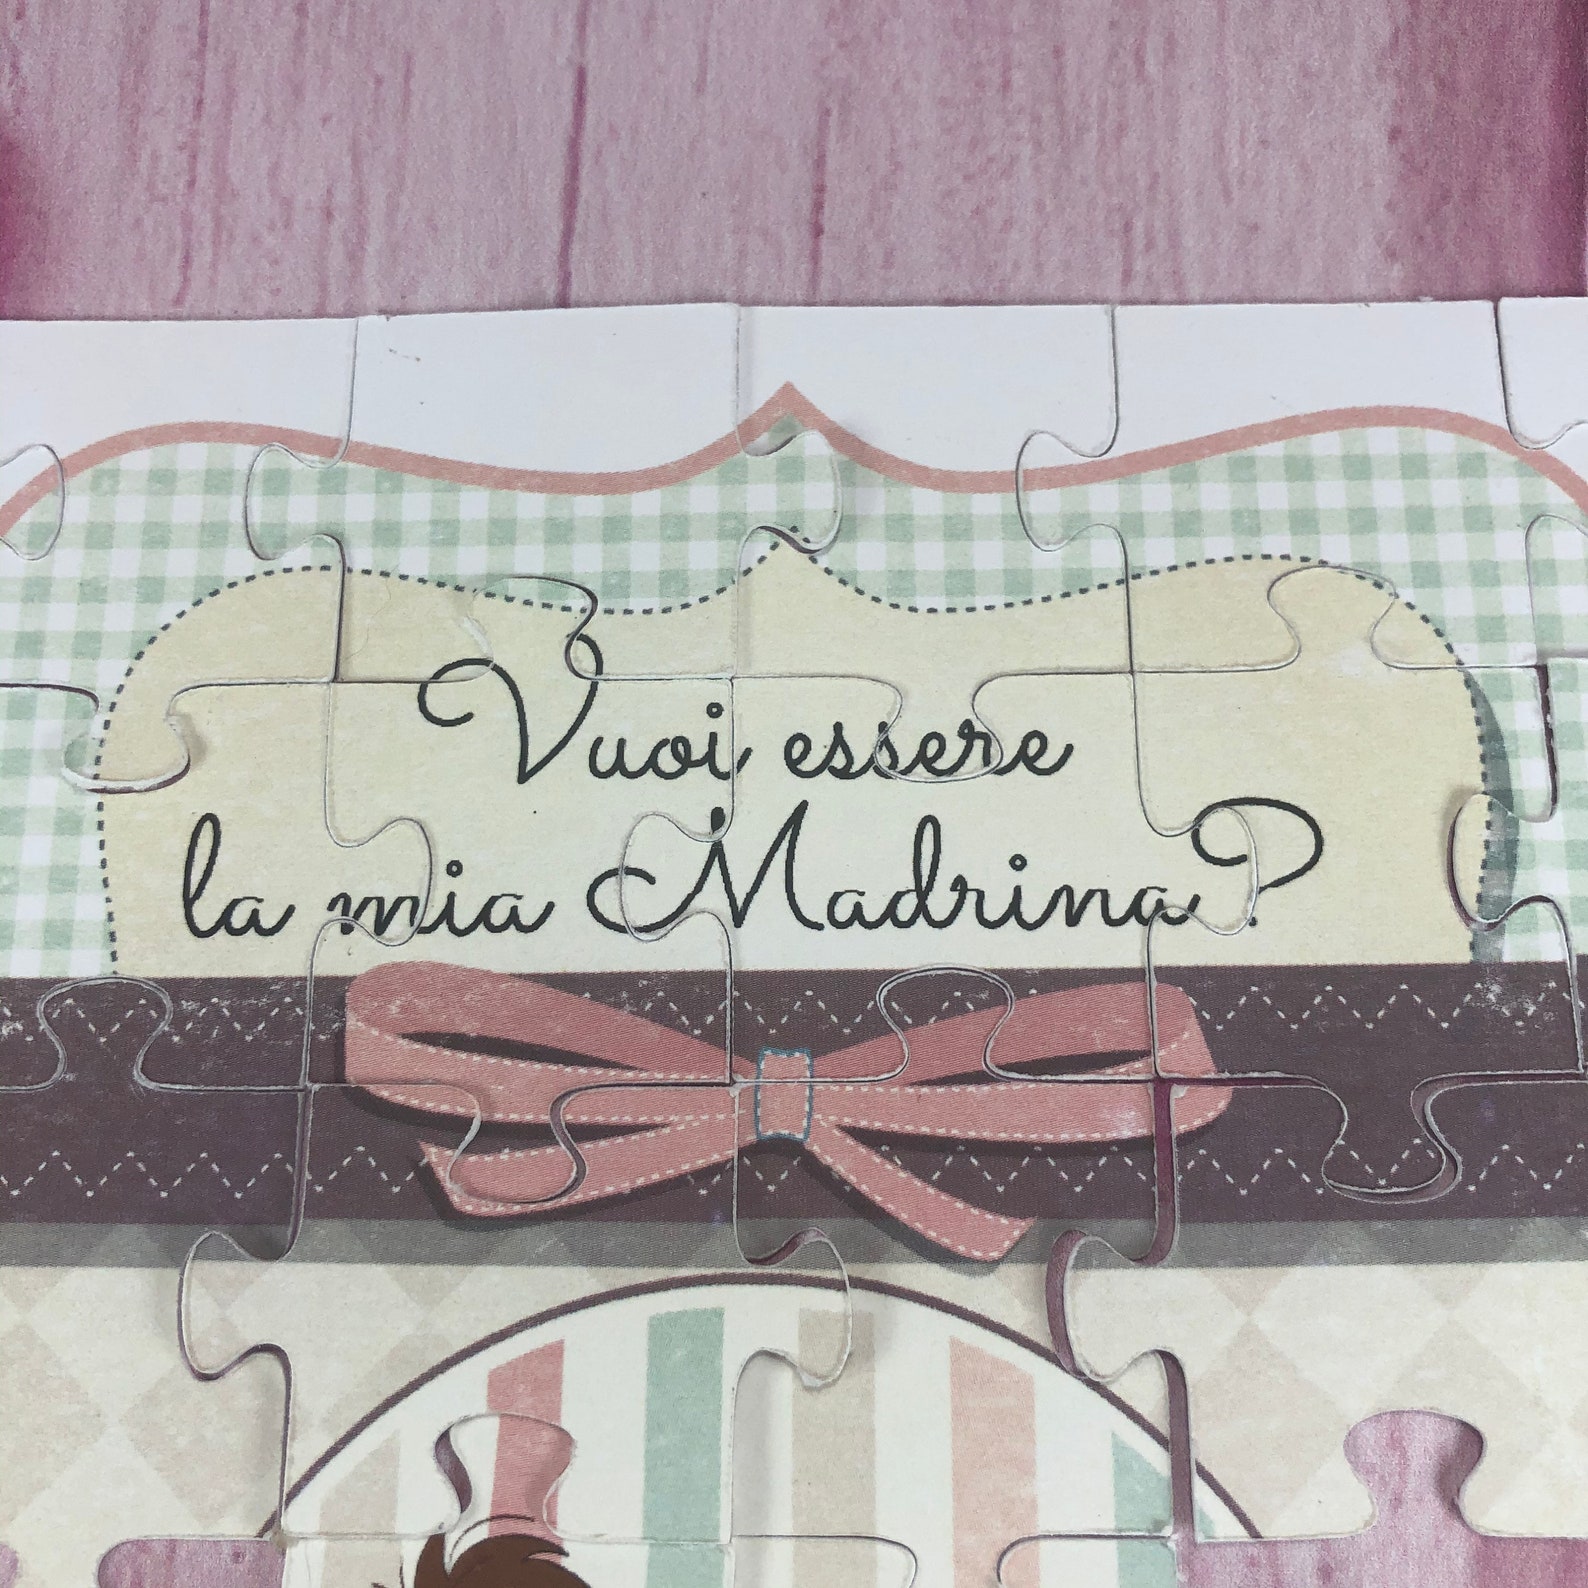 Vuoi essere
la mia Madrina?